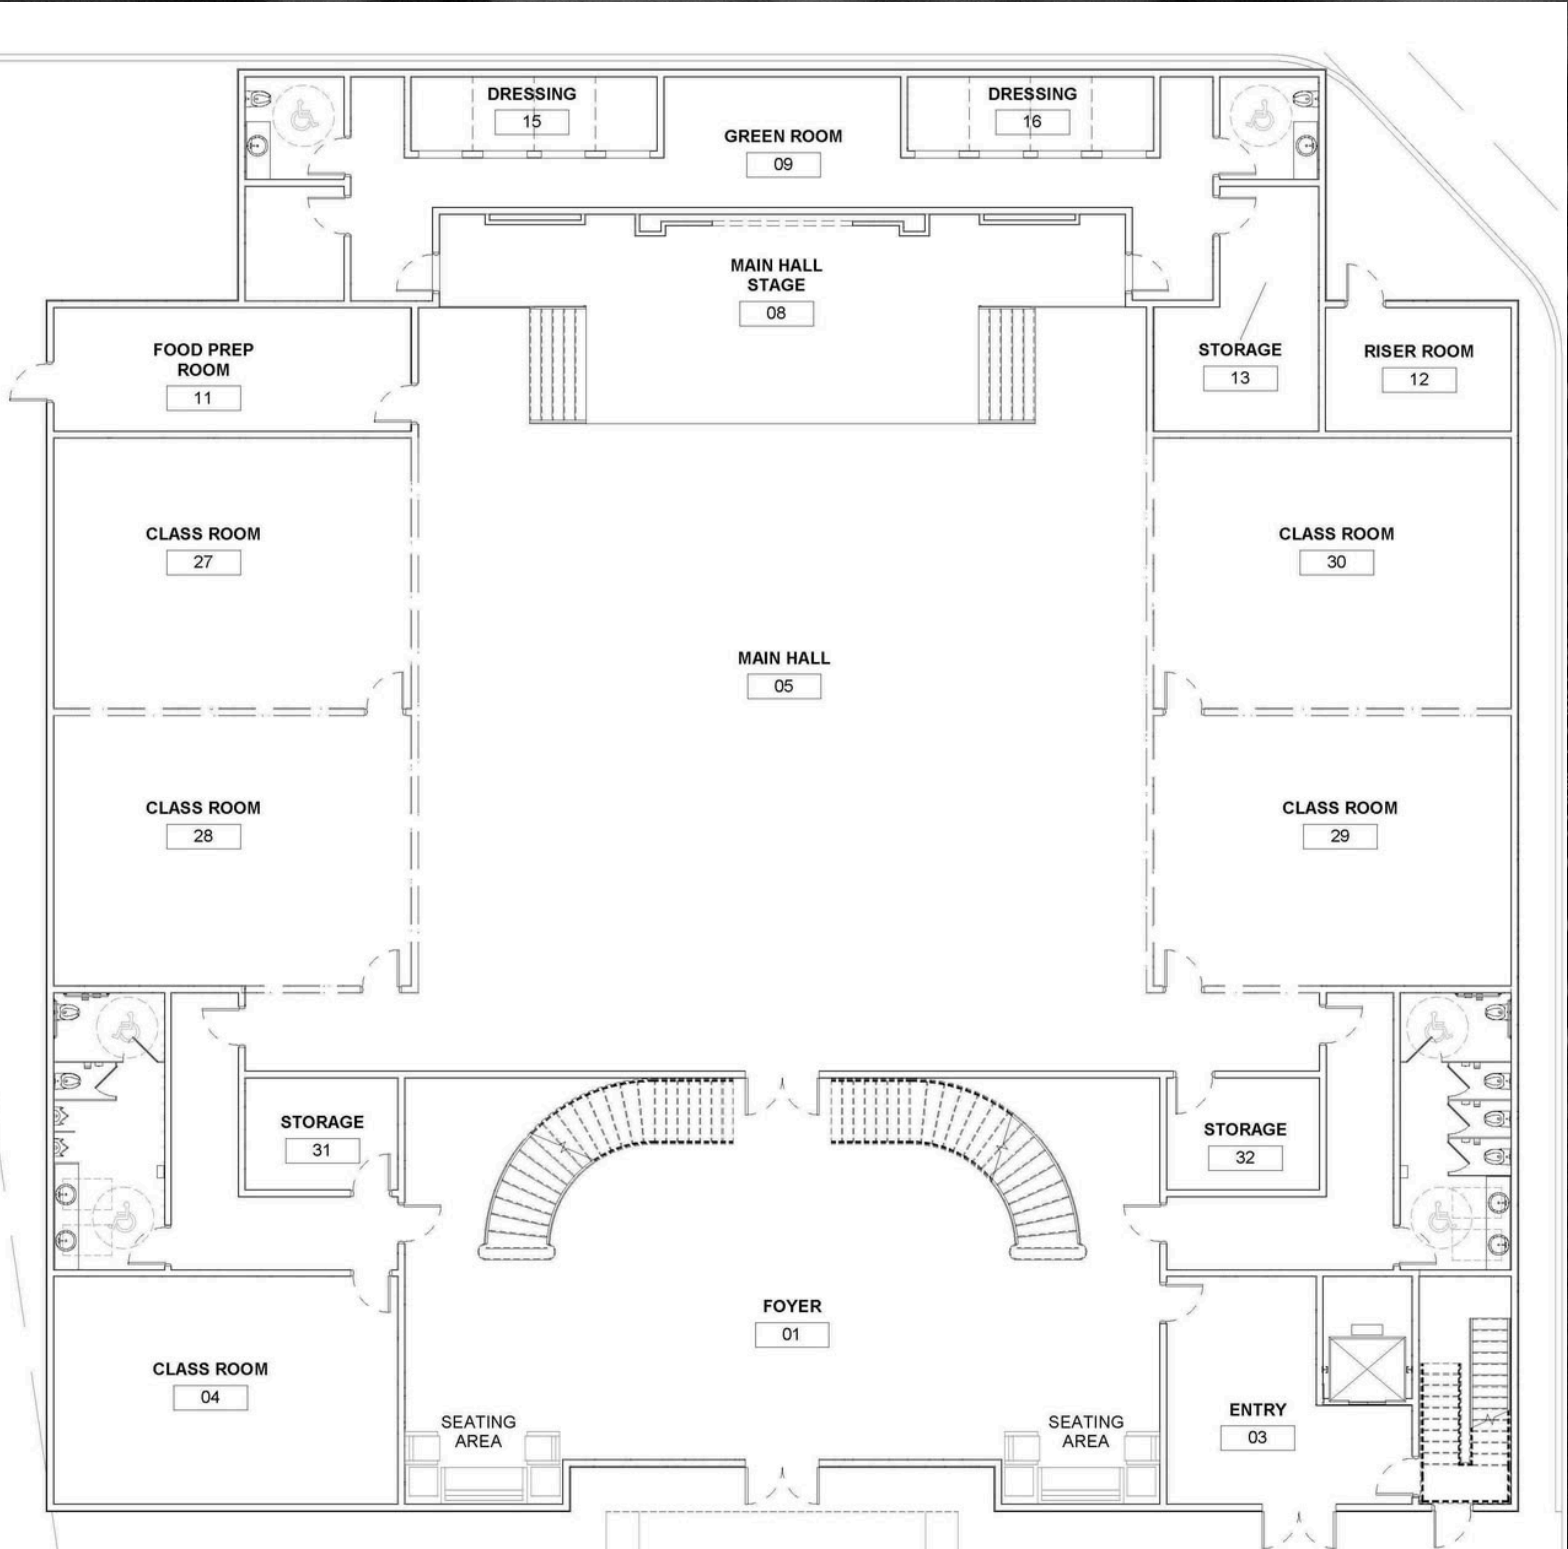 DRESSING
15
DRESSING
16
GREEN ROOM
09
MAIN HALL
STAGE
08
FOOD PREP
ROOM
11
STORAGE
13
RISER ROOM
12
CLASS ROOM
27
CLASS ROOM
30
MAIN HALL
05
CLASS ROOM
28
CLASS ROOM
29
STORAGE
31
STORAGE
32
FOYER
01
CLASS ROOM
04
SEATING
AREA
SEATING
AREA
ENTRY
03